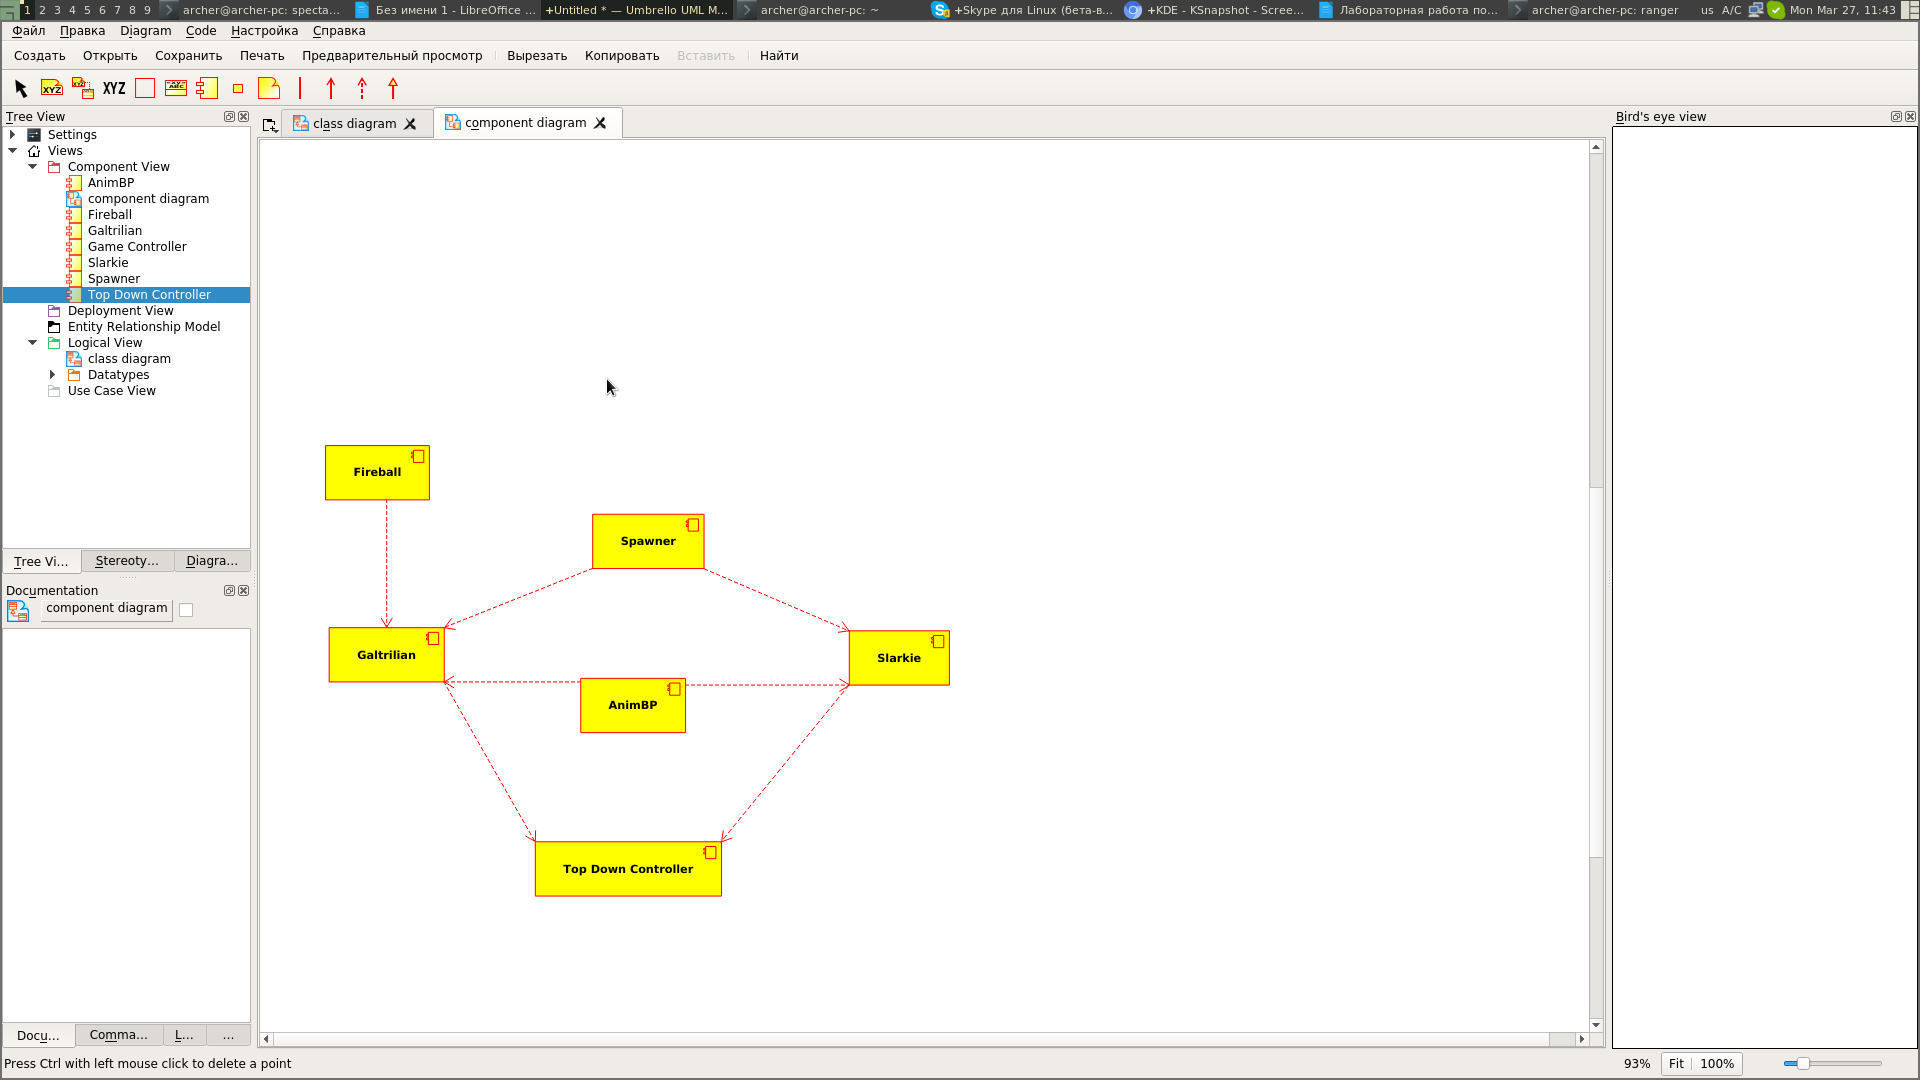 1 2 3 4 5 6 7 8 9 archer@archer-pc: specta... Без имени 1 - LibreOffice ... +Untitled * — Umbrello UML M... archer@archer-pc: ~ +Skype для Linux (бета-в... +KDE - KSnapshot - Scree... Лабораторная работа по... archer@archer-pc: ranger us A/C Mon Mar 27, 11:43
Файл Правка Diagram Code Настройка Справка
Создать Открыть Сохранить Печать Предварительный просмотр Вырезать Копировать Вставить Найти
XYZ XYZ XYZ
Tree View
Settings
Views
Component View
AnimBP
component diagram
Fireball
Galtrilian
Game Controller
Slarkie
Spawner
Top Down Controller
Deployment View
Entity Relationship Model
Logical View
class diagram
Datatypes
Use Case View
Tree Vi... Stereoty... Diagra...
Documentation
component diagram
Docu... Comma... L... ...
class diagram component diagram
Fireball
Spawner
Galtrilian
Slarkie
AnimBP
Top Down Controller
Bird's eye view
Press Ctrl with left mouse click to delete a point
93% Fit 100%